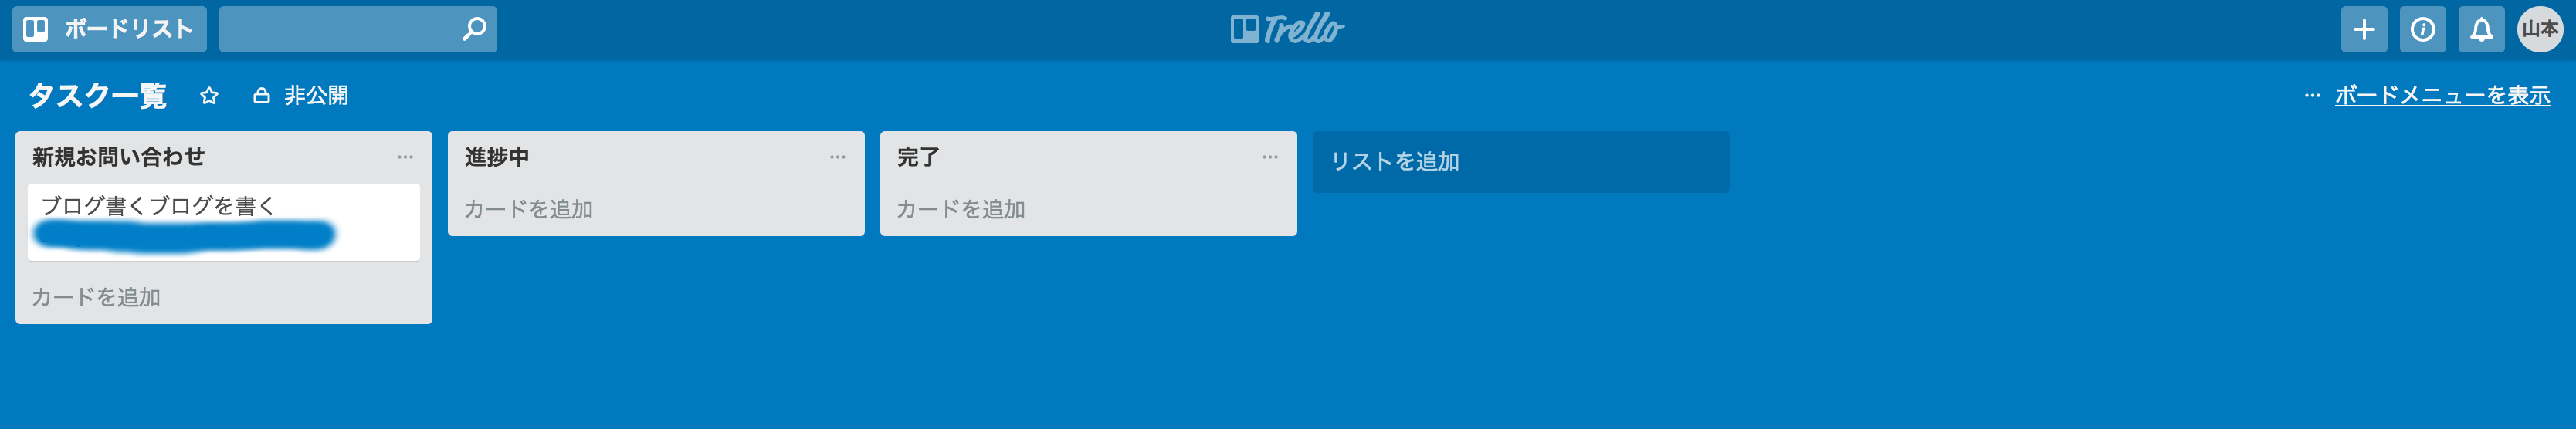 ボードリスト
Trello
山本
タスク一覧
非公開
... ボードメニューを表示
新規お問い合わせ ...
ブログ書くブログを書く
カードを追加
進捗中 ...
カードを追加
完了 ...
カードを追加
リストを追加